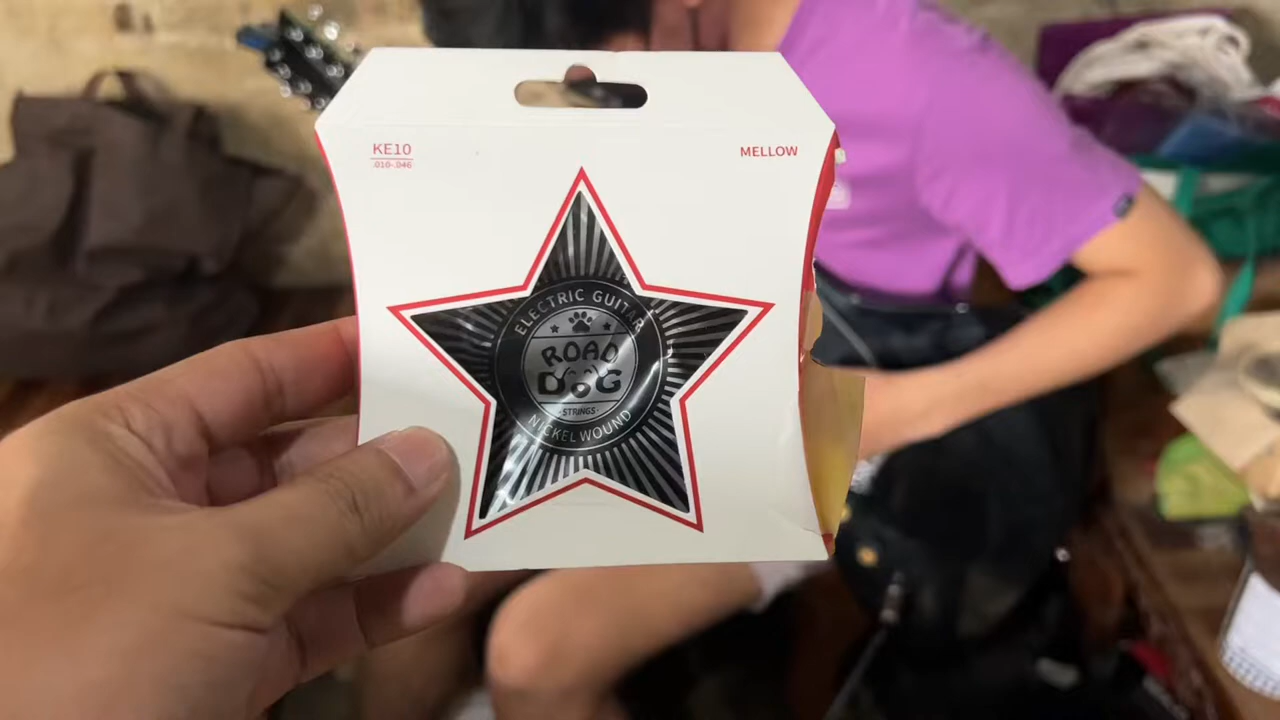 KE10
.010-.046
MELLOW
ELECTRIC GUITAR
ROAD
DOG
·STRINGS·
NICKEL WOUND